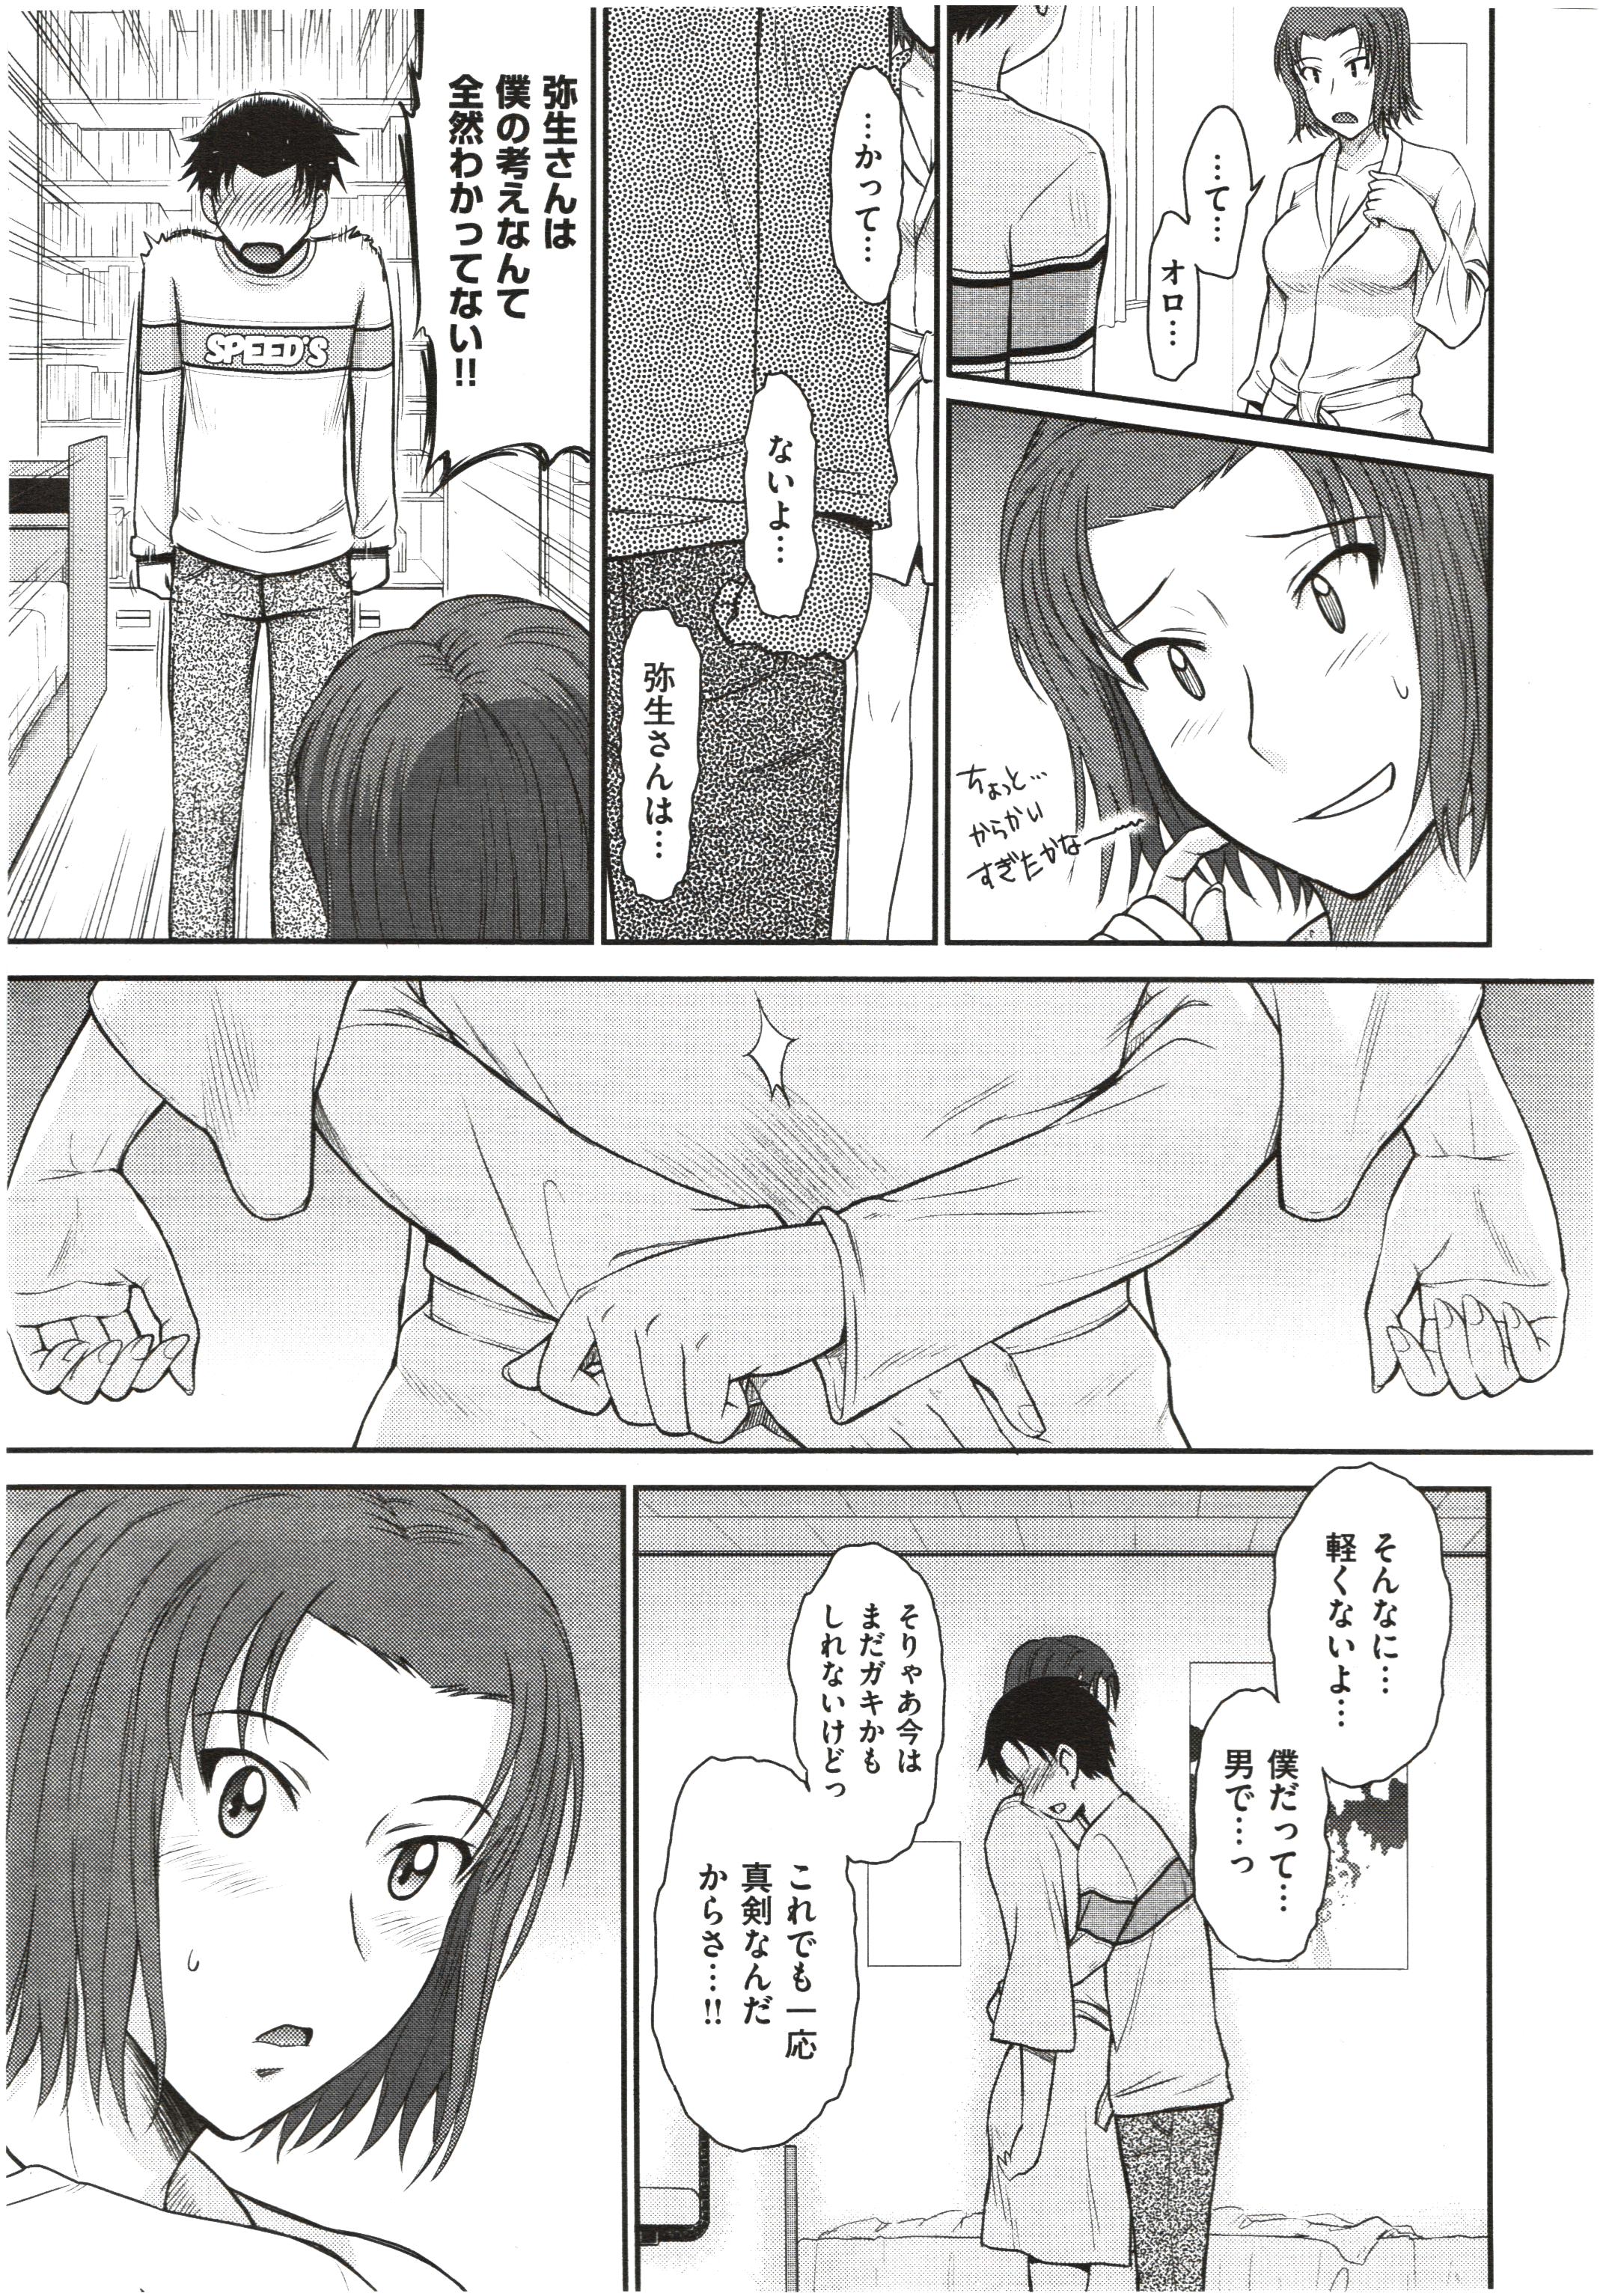 …て…
オロ…
ちょっと…
からかい
すぎたかなー
…かって…
ないよ…
弥生さんは…
弥生さんは
僕の考えなんて
全然わかってない!!
SPEED'S
そんなに…
軽くないよ…
僕だって…
男で…っ
そりゃあ今は
まだガキかも
しれないけどっ
これでも一応
真剣なんだ
からさ…!!